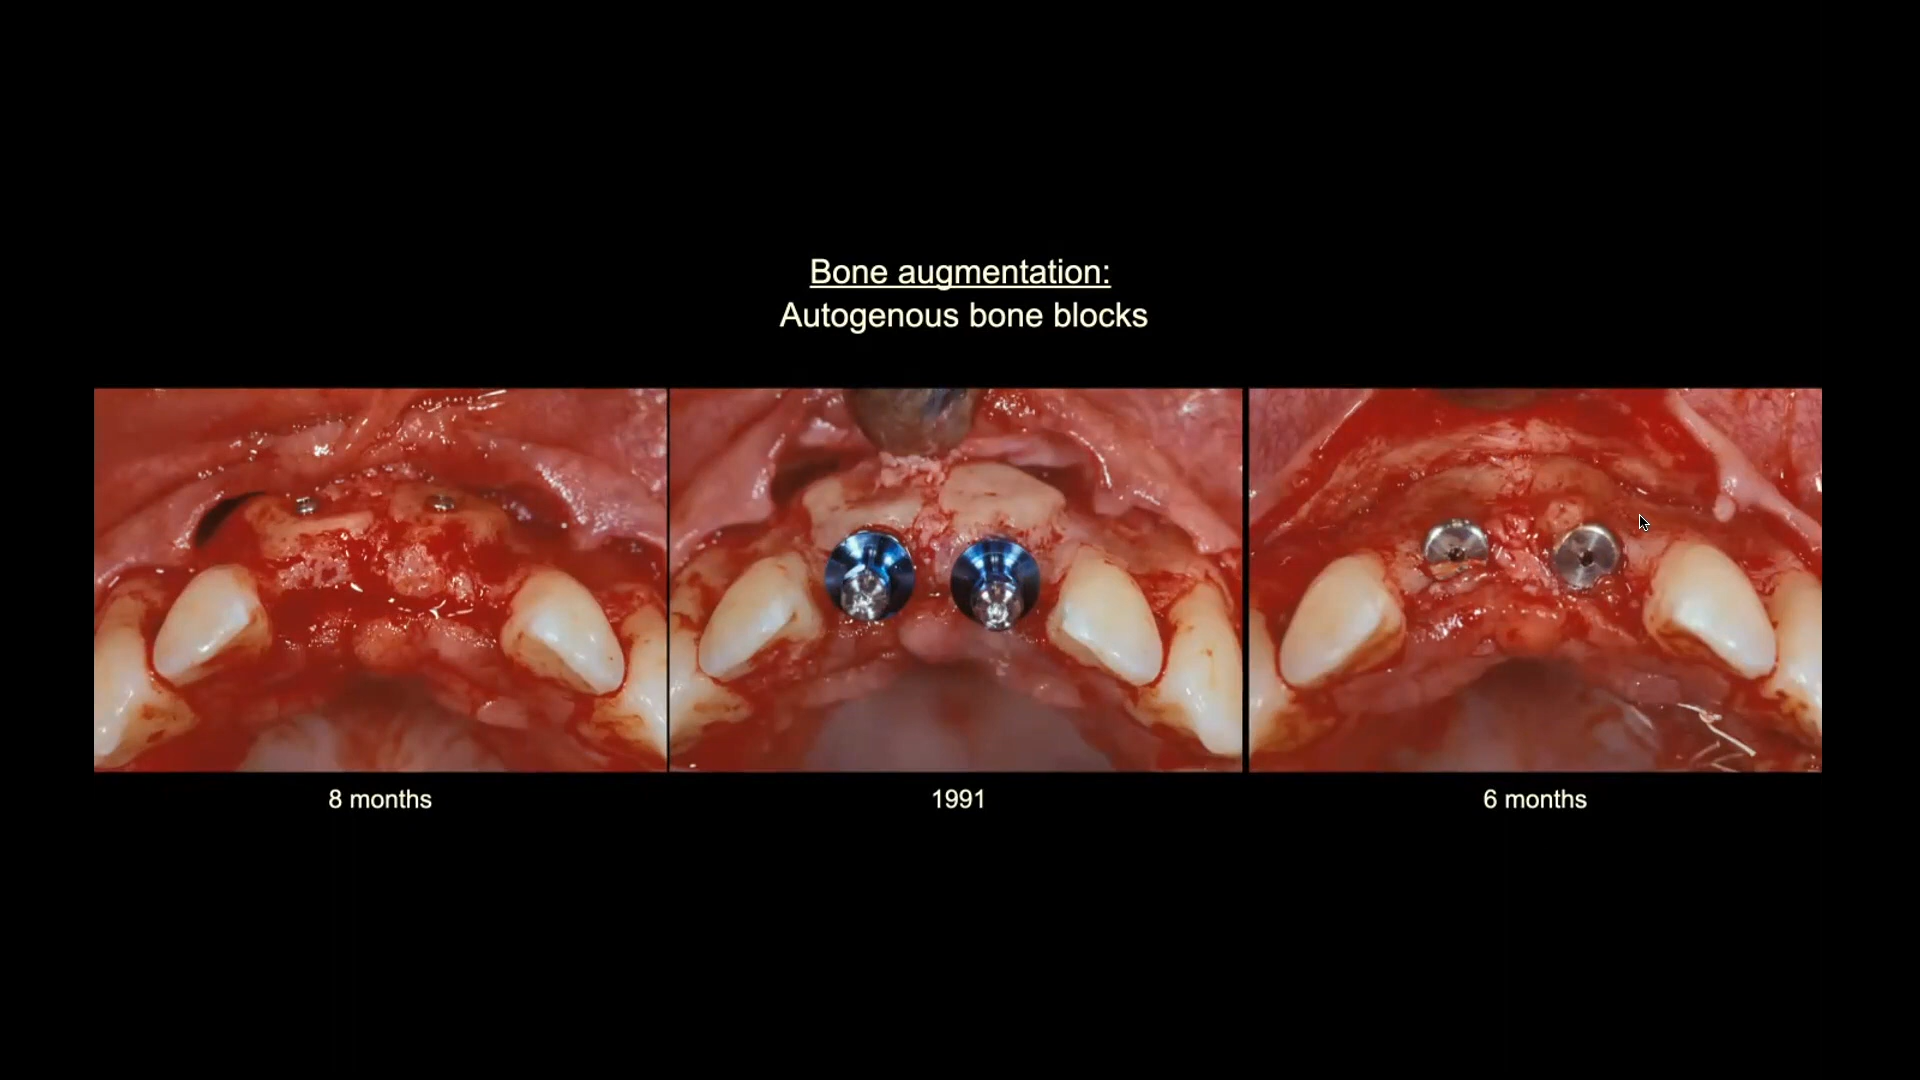 Bone augmentation:
Autogenous bone blocks
8 months
1991
6 months